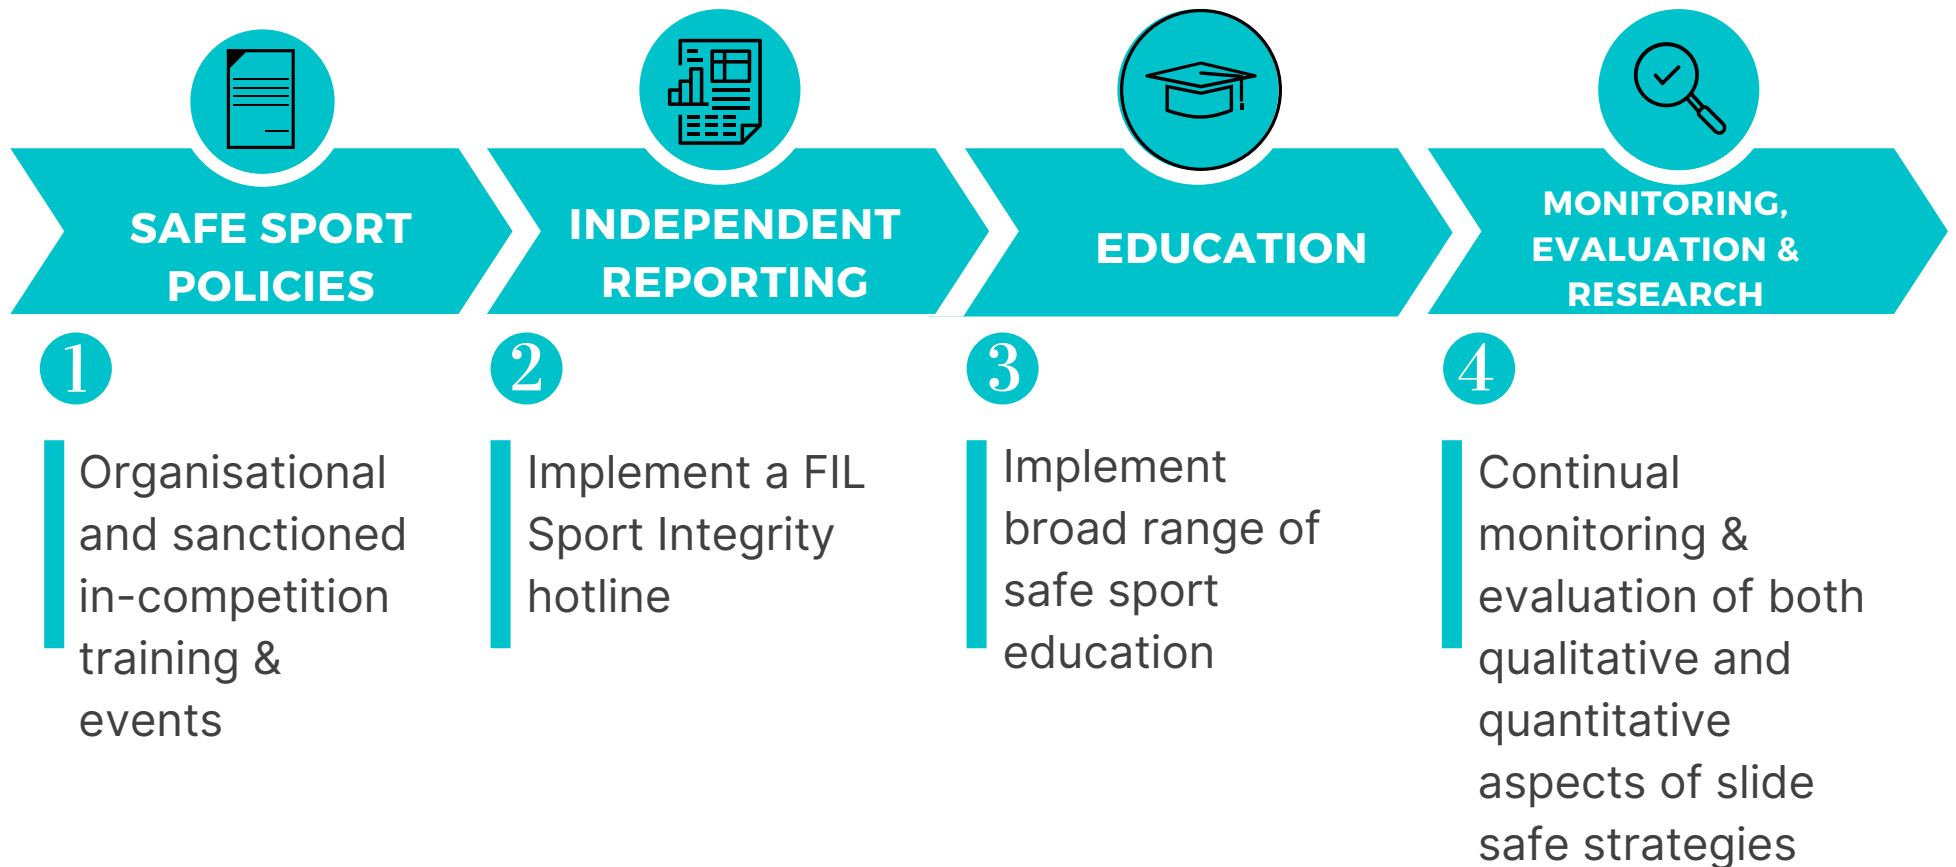 SAFE SPORT
POLICIES
INDEPENDENT
REPORTING
EDUCATION
MONITORING,
EVALUATION &
RESEARCH
1
Organisational
and sanctioned
in-competition
training &
events
2
Implement a FIL
Sport Integrity
hotline
3
Implement
broad range of
safe sport
education
4
Continual
monitoring &
evaluation of both
qualitative and
quantitative
aspects of slide
safe strategies